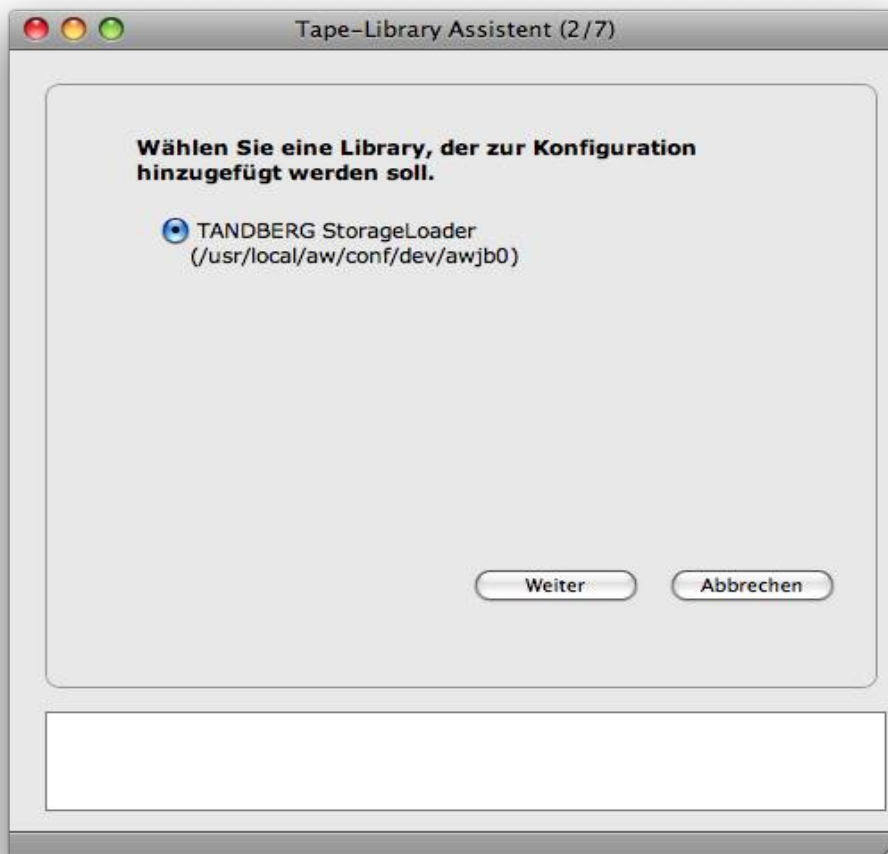 Tape-Library Assistent (2/7)
Wählen Sie eine Library, der zur Konfiguration
hinzugefügt werden soll.
TANDBERG StorageLoader
(/usr/local/aw/conf/dev/awjb0)
Weiter
Abbrechen